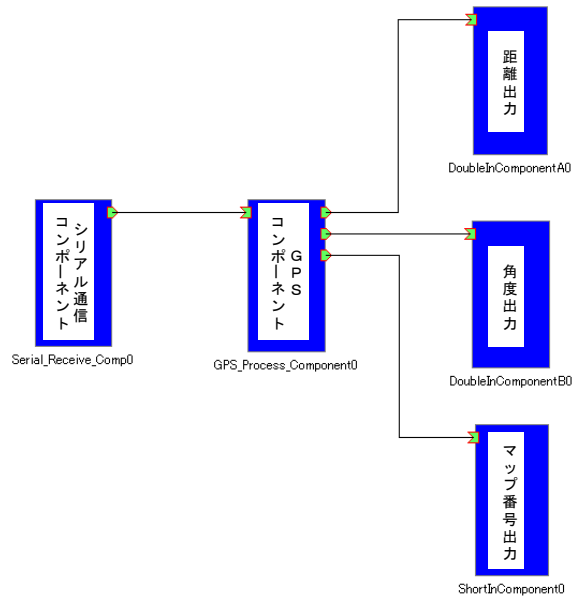 距離出力
DoubleInComponentA0
シリアル通信
コンポーネント
Serial_Receive_Comp0
GPS
コンポーネント
GPS_Process_Component0
角度出力
DoubleInComponentB0
マップ番号出力
ShortInComponent0